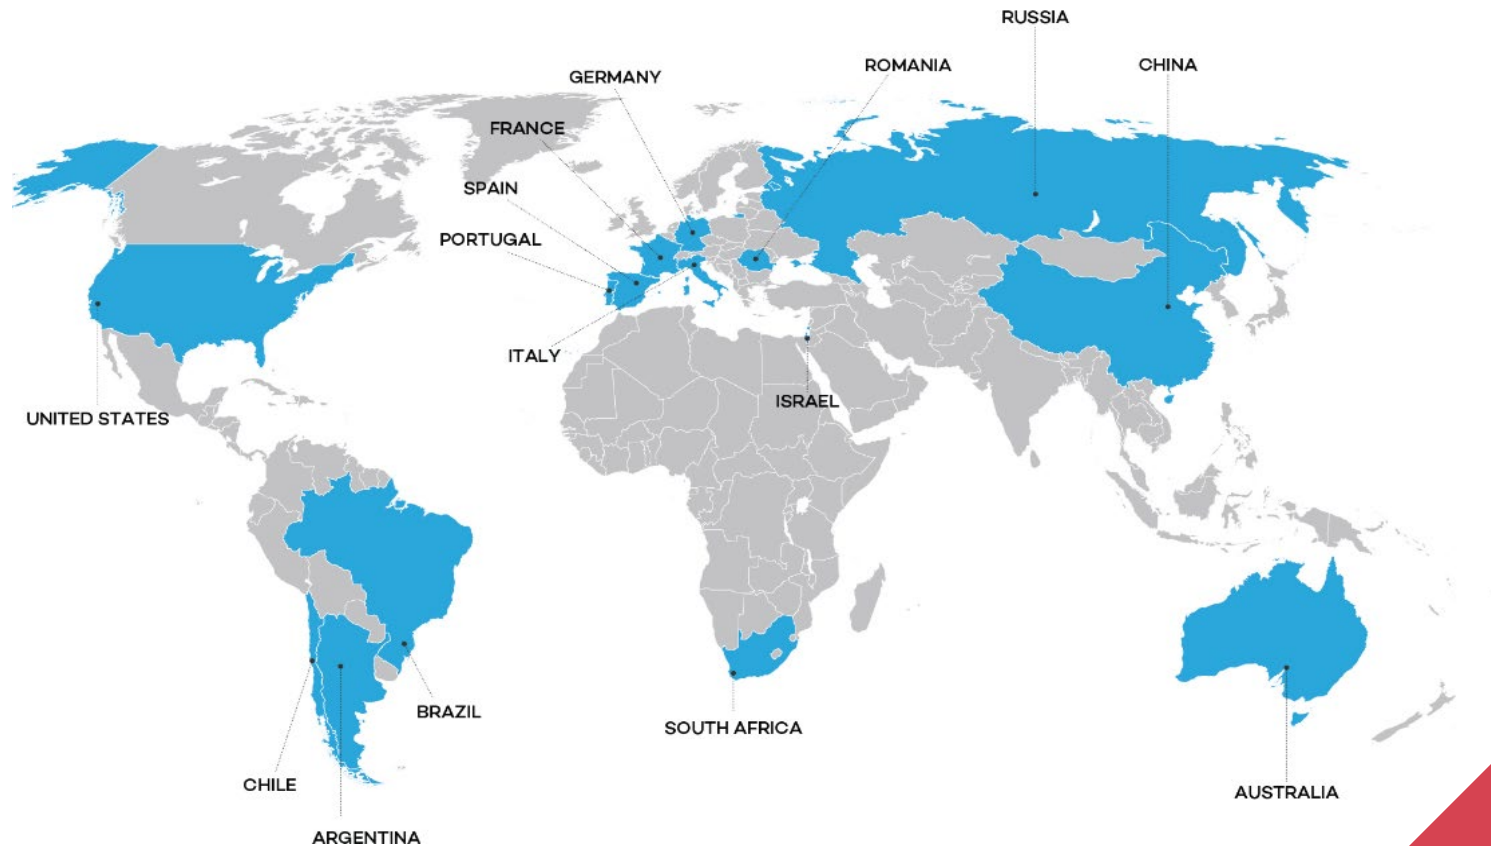 RUSSIA
ROMANIA
CHINA
GERMANY
FRANCE
SPAIN
PORTUGAL
ITALY
ISRAEL
UNITED STATES
BRAZIL
SOUTH AFRICA
CHILE
AUSTRALIA
ARGENTINA